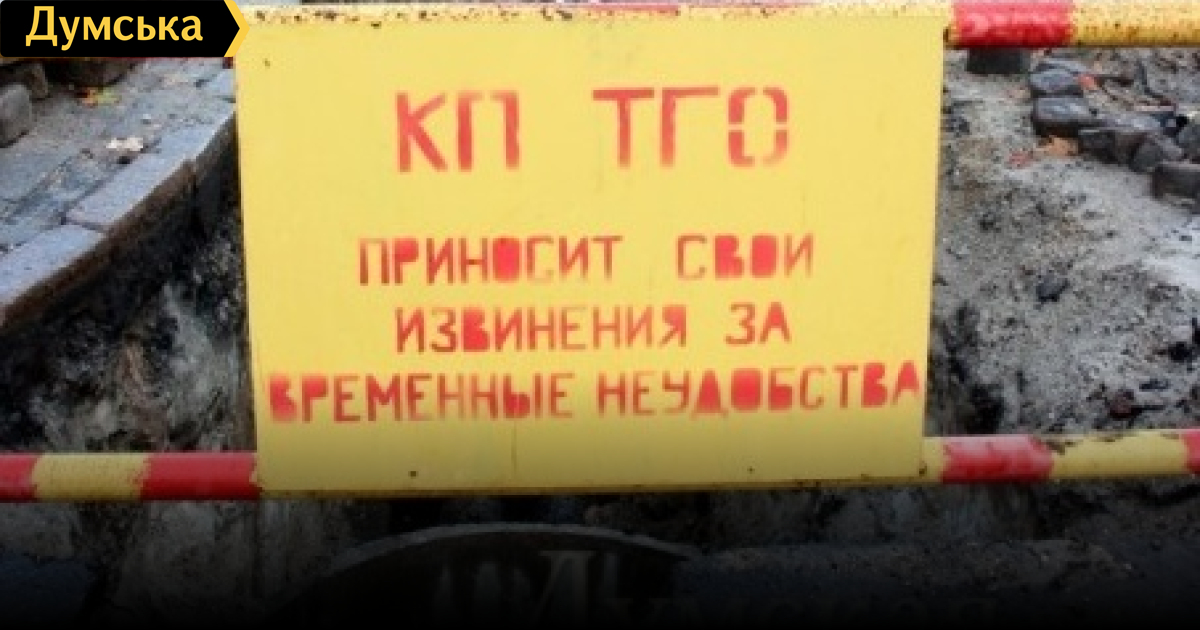 Думська
КП ТГО
ПРИНОСИТ СВОИ
ИЗВИНЕНИЯ ЗА
ВРЕМЕННЫЕ НЕУДОБСТВА